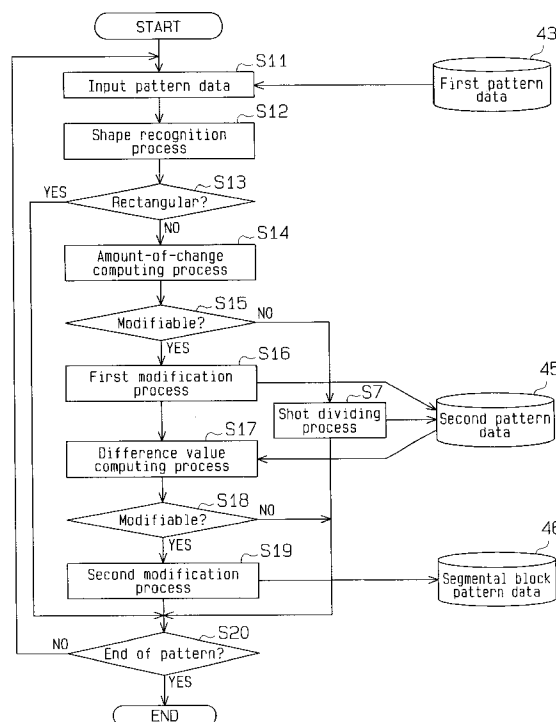 START
S11
43
Input pattern data
First pattern
data
S12
Shape recognition
process
S13
YES
Rectangular?
NO
S14
Amount-of-change
computing process
S15
NO
Modifiable?
YES
S16
45
First modification
process
S7
Shot dividing
process
Second pattern
data
S17
Difference value
computing process
S18
NO
Modifiable?
YES
46
S19
Second modification
process
Segmental block
pattern data
S20
NO
End of pattern?
YES
END